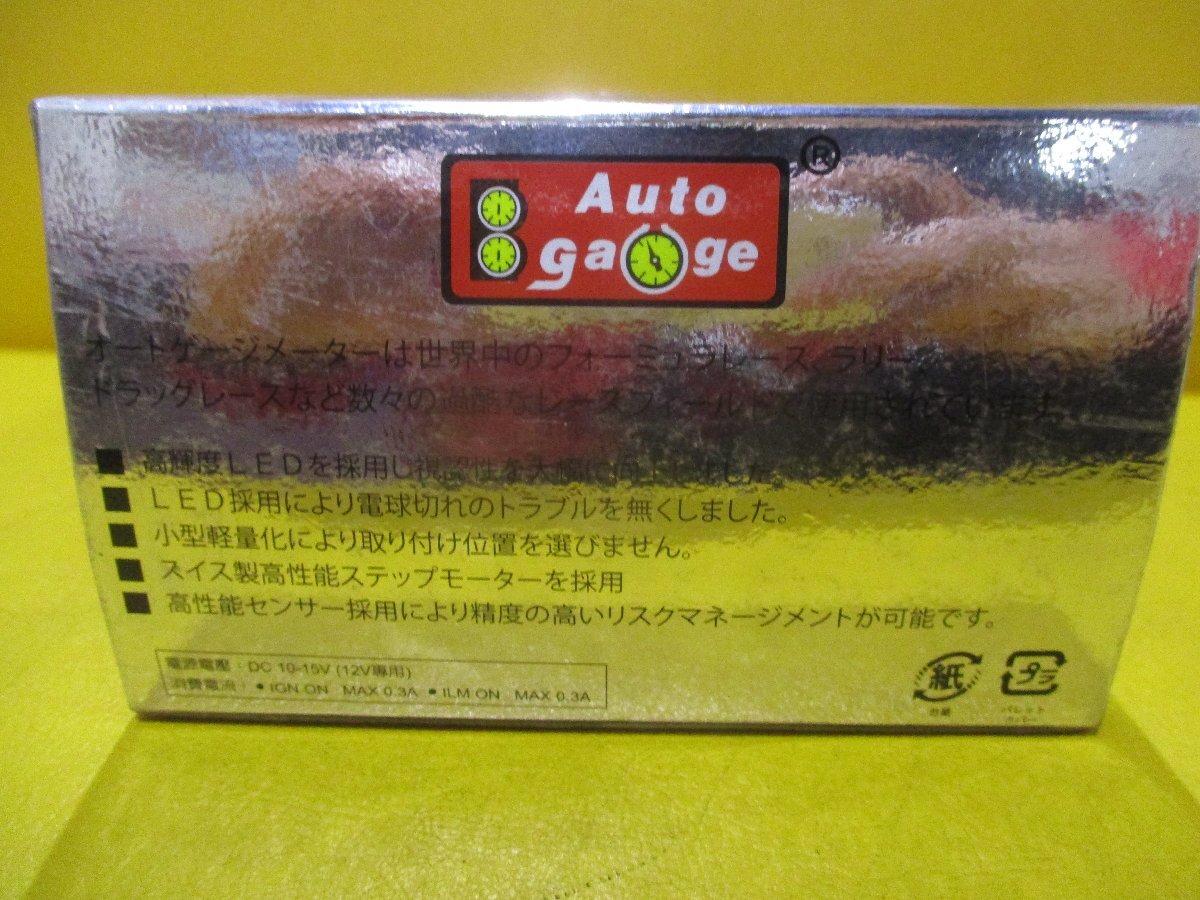 Auto
gauge
®
オートゲージメーターは世界中のフォーミュラレース、ラリー、
ドラッグレースなど数々の過酷なレースフィールドで使用されています。
■ 高輝度LEDを採用し視認性を大幅に向上しました。
■ LED採用により電球切れのトラブルを無くしました。
■ 小型軽量化により取り付け位置を選びません。
■ スイス製高性能ステップモーターを採用
■ 高性能センサー採用により精度の高いリスクマネージメントが可能です。
電源電壓：DC 10-15V (12V專用)
消費電流：● IGN ON MAX 0.3A ● ILM ON MAX 0.3A
紙 プラ
台紙 パレット